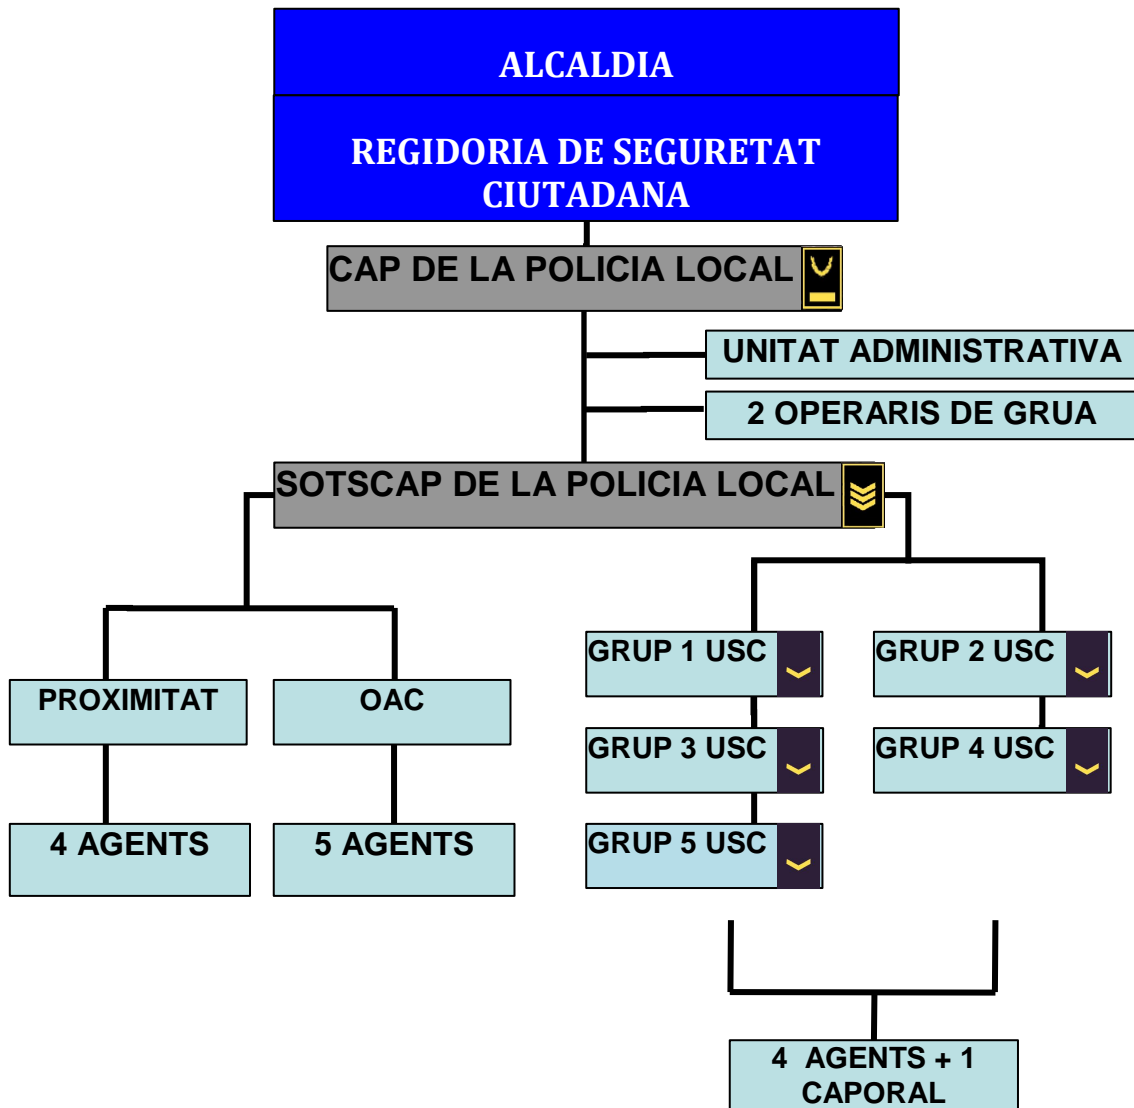 ALCALDIA
REGIDORIA DE SEGURETAT
CIUTADANA
CAP DE LA POLICIA LOCAL
UNITAT ADMINISTRATIVA
2 OPERARIS DE GRUA
SOTSCAP DE LA POLICIA LOCAL
PROXIMITAT
OAC
4 AGENTS
5 AGENTS
GRUP 1 USC
GRUP 2 USC
GRUP 3 USC
GRUP 4 USC
GRUP 5 USC
4 AGENTS + 1
CAPORAL